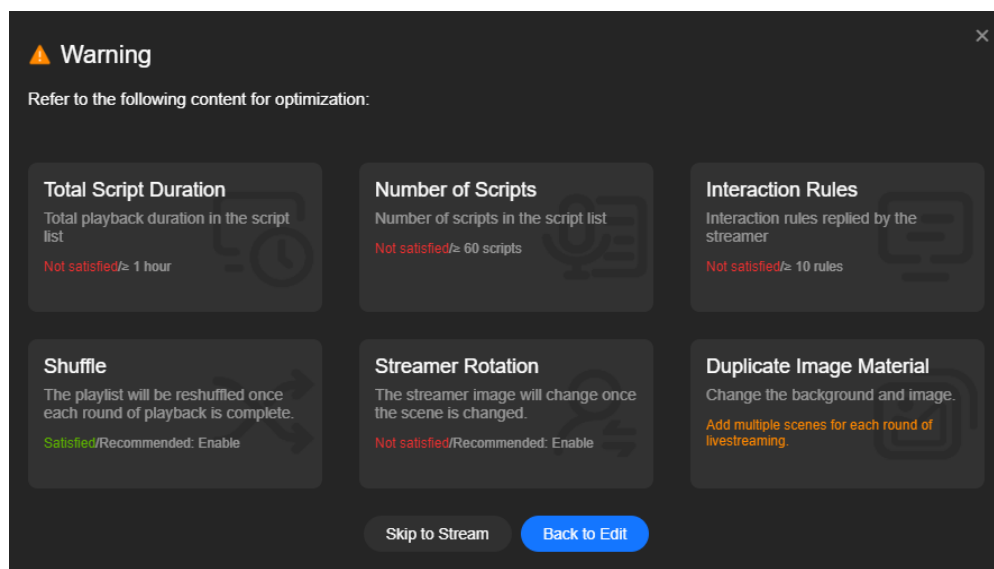 Warning
Refer to the following content for optimization:
Total Script Duration
Total playback duration in the script
list
Not satisfied/≥ 1 hour
Number of Scripts
Number of scripts in the script list
Not satisfied/≥ 60 scripts
Interaction Rules
Interaction rules replied by the
streamer
Not satisfied/≥ 10 rules
Shuffle
The playlist will be reshuffled once
each round of playback is complete.
Satisfied/Recommended: Enable
Streamer Rotation
The streamer image will change once
the scene is changed.
Not satisfied/Recommended: Enable
Duplicate Image Material
Change the background and image.
Add multiple scenes for each round of
livestreaming.
Skip to Stream
Back to Edit